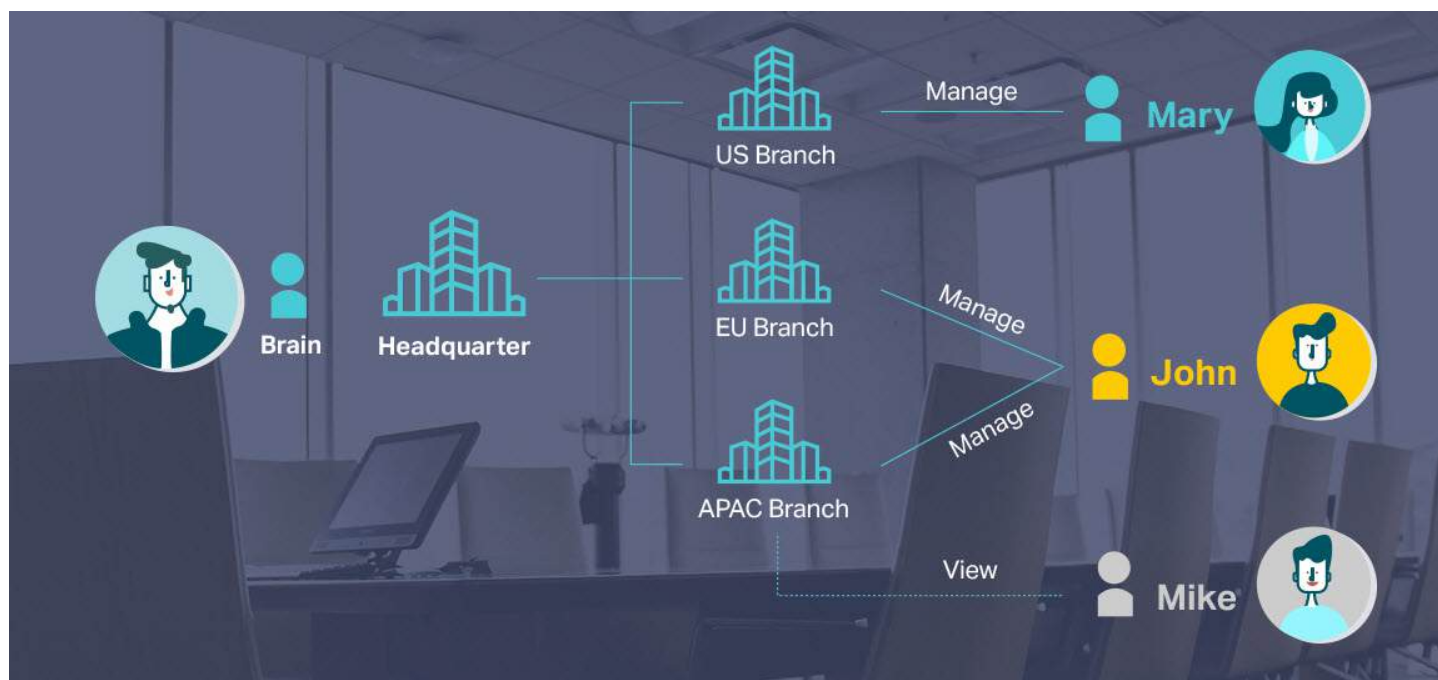 Manage
Mary
US Branch
Brain
Headquarter
EU Branch
Manage
John
Manage
APAC Branch
View
Mike